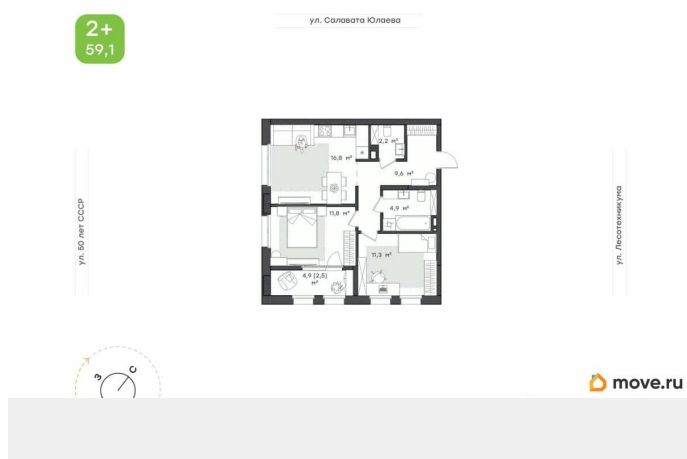 2+
59,1
ул. Салавата Юлаева
ул. 50 лет СССР
ул. Лесотехникума
2,2 м²
16,8 м²
9,6 м²
4,9 м²
11,8 м²
11,3 м²
4,9 (2,5)
м²
З
С
move.ru